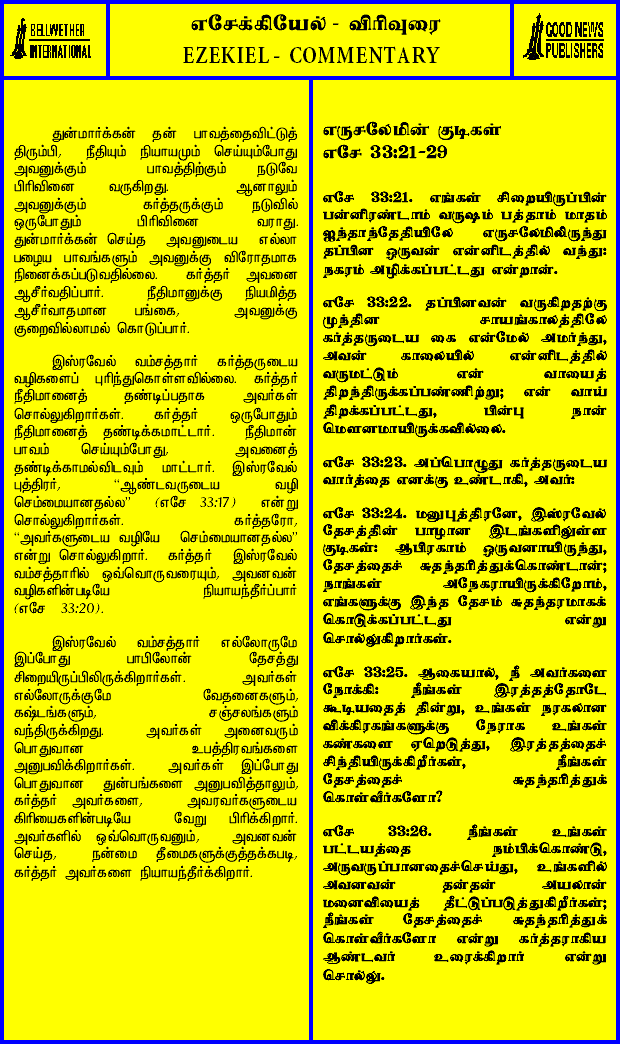 BELLWETHER
INTERNATIONAL
எசேக்கியேல் - விரிவுரை
EZEKIEL - COMMENTARY
GOOD NEWS
PUBLISHERS
துன்மார்க்கன் தன் பாவத்தைவிட்டுத்
திரும்பி, நீதியும் நியாயமும் செய்யும்போது
அவனுக்கும் பாவத்திற்கும் நடுவே
பிரிவினை வருகிறது. ஆனாலும்
அவனுக்கும் கர்த்தருக்கும் நடுவில்
ஒருபோதும் பிரிவினை வராது.
துன்மார்க்கன் செய்த அவனுடைய எல்லா
பழைய பாவங்களும் அவனுக்கு விரோதமாக
நினைக்கப்படுவதில்லை. கர்த்தர் அவனை
ஆசீர்வதிப்பார். நீதிமானுக்கு நியமித்த
ஆசீர்வாதமான பங்கை, அவனுக்கு
குறைவில்லாமல் கொடுப்பார்.
இஸ்ரவேல் வம்சத்தார் கர்த்தருடைய
வழிகளைப் புரிந்துகொள்ளவில்லை. கர்த்தர்
நீதிமானைத் தண்டிப்பதாக அவர்கள்
சொல்லுகிறார்கள். கர்த்தர் ஒருபோதும்
நீதிமானைத் தண்டிக்கமாட்டார். நீதிமான்
பாவம் செய்யும்போது, அவனைத்
தண்டிக்காமல்விடவும் மாட்டார். இஸ்ரவேல்
புத்திரர், “ஆண்டவருடைய வழி
செம்மையானதல்ல” (எசே 33:17) என்று
சொல்லுகிறார்கள். கர்த்தரோ,
“அவர்களுடைய வழியே செம்மையானதல்ல”
என்று சொல்லுகிறார். கர்த்தர் இஸ்ரவேல்
வம்சத்தாரில் ஒவ்வொருவரையும், அவனவன்
வழிகளின்படியே நியாயந்தீர்ப்பார்
(எசே 33:20).
இஸ்ரவேல் வம்சத்தார் எல்லோருமே
இப்போது பாபிலோன் தேசத்து
சிறையிருப்பிலிருக்கிறார்கள். அவர்கள்
எல்லோருக்குமே வேதனைகளும்,
கஷ்டங்களும், சஞ்சலங்களும்
வந்திருக்கிறது. அவர்கள் அனைவரும்
பொதுவான உபத்திரவங்களை
அனுபவிக்கிறார்கள். அவர்கள் இப்போது
பொதுவான துன்பங்களை அனுபவித்தாலும்,
கர்த்தர் அவர்களை, அவரவர்களுடைய
கிரியைகளின்படியே வேறு பிரிக்கிறார்.
அவர்களில் ஒவ்வொருவனும், அவனவன்
செய்த, நன்மை தீமைகளுக்குத்தக்கபடி,
கர்த்தர் அவர்களை நியாயந்தீர்க்கிறார்.
எருசலேமின் குடிகள்
எசே 33:21-29
எசே 33:21. எங்கள் சிறையிருப்பின்
பன்னிரண்டாம் வருஷம் பத்தாம் மாதம்
ஐந்தாந்தேதியிலே எருசலேமிலிருந்து
தப்பின ஒருவன் என்னிடத்தில் வந்து:
நகரம் அழிக்கப்பட்டது என்றான்.
எசே 33:22. தப்பினவன் வருகிறதற்கு
முந்தின சாயங்காலத்திலே
கர்த்தருடைய கை என்மேல் அமர்ந்து,
அவன் காலையில் என்னிடத்தில்
வருமட்டும் என் வாயைத்
திறந்திருக்கப்பண்ணிற்று; என் வாய்
திறக்கப்பட்டது, பின்பு நான்
மௌனமாயிருக்கவில்லை.
எசே 33:23. அப்பொழுது கர்த்தருடைய
வார்த்தை எனக்கு உண்டாகி, அவர்:
எசே 33:24. மனுபுத்திரனே, இஸ்ரவேல்
தேசத்தின் பாழான இடங்களிலுள்ள
குடிகள்: ஆபிரகாம் ஒருவனாயிருந்து,
தேசத்தைச் சுதந்தரித்துக்கொண்டான்;
நாங்கள் அநேகராயிருக்கிறோம்,
எங்களுக்கு இந்த தேசம் சுதந்தரமாகக்
கொடுக்கப்பட்டது என்று
சொல்லுகிறார்கள்.
எசே 33:25. ஆகையால், நீ அவர்களை
நோக்கி: நீங்கள் இரத்தத்தோடே
கூடியதைத் தின்று, உங்கள் நரகலான
விக்கிரகங்களுக்கு நேராக உங்கள்
கண்களை ஏறெடுத்து, இரத்தத்தைச்
சிந்தியிருக்கிறீர்கள், நீங்கள்
தேசத்தைச் சுதந்தரித்துக்
கொள்வீர்களோ?
எசே 33:26. நீங்கள் உங்கள்
பட்டயத்தை நம்பிக்கொண்டு,
அருவருப்பானதைச்செய்து, உங்களில்
அவனவன் தன்தன் அயலான்
மனைவியைத் தீட்டுப்படுத்துகிறீர்கள்;
நீங்கள் தேசத்தைச் சுதந்தரித்துக்
கொள்வீர்களோ என்று கர்த்தராகிய
ஆண்டவர் உரைக்கிறார் என்று
சொல்லு.